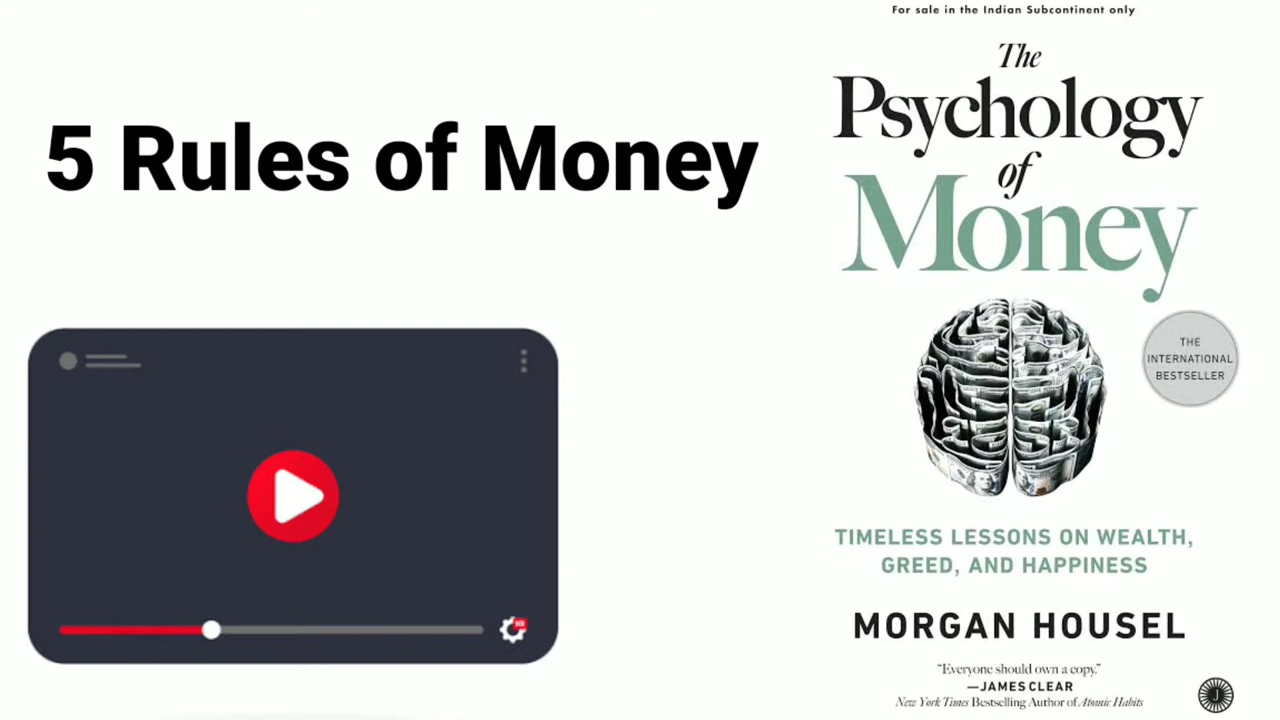 5 Rules of Money
For sale in the Indian Subcontinent only
The
Psychology
of
Money
THE
INTERNATIONAL
BESTSELLER
TIMELESS LESSONS ON WEALTH,
GREED, AND HAPPINESS
MORGAN HOUSEL
“Everyone should own a copy.”
—JAMES CLEAR
New York Times Bestselling Author of Atomic Habits
J